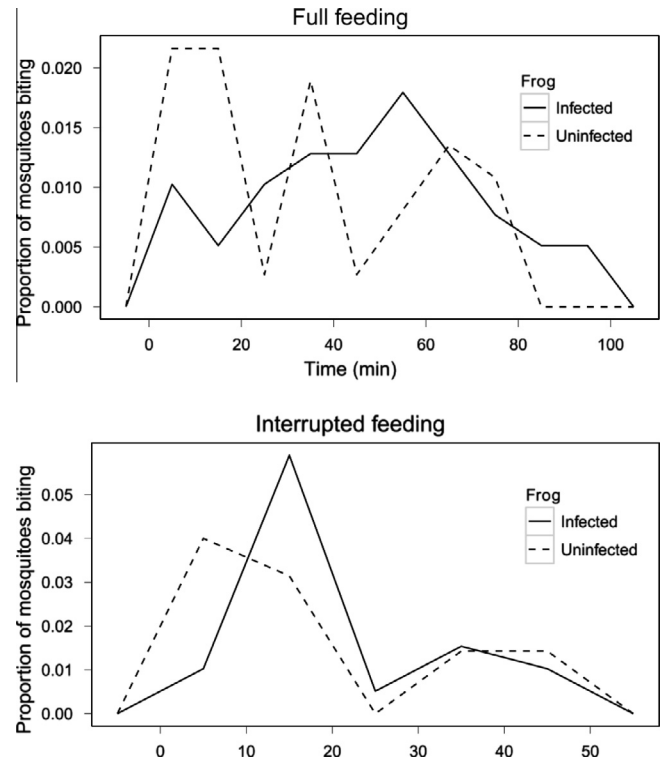 Full feeding
Proportion of mosquitoes biting
0.020
0.015
0.010
0.005
0.000
Frog
Infected
Uninfected
0 20 40 60 80 100
Time (min)
Interrupted feeding
Proportion of mosquitoes biting
0.05
0.04
0.03
0.02
0.01
0.00
Frog
Infected
Uninfected
0 10 20 30 40 50